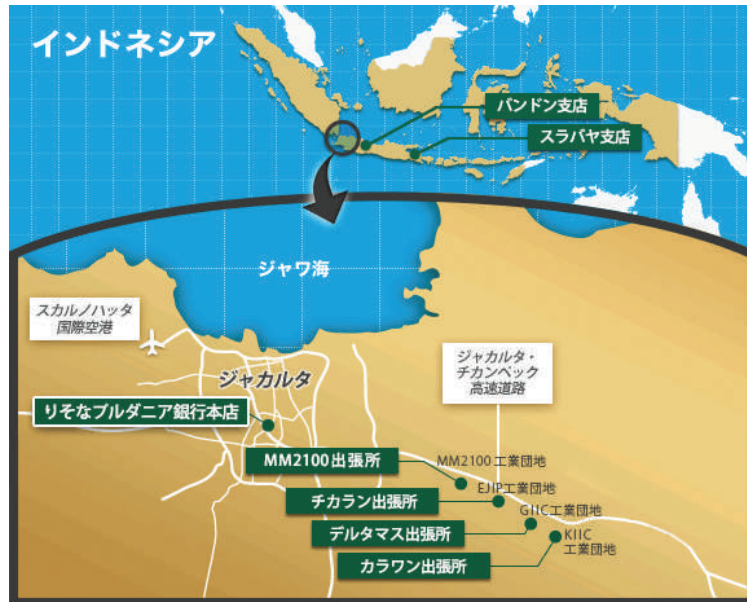 インドネシア
バンドン支店
スラバヤ支店
ジャワ海
スカルノハッタ
国際空港
ジャカルタ
ジャカルタ・
チカンペック
高速道路
りそなプルダニア銀行本店
MM2100出張所
MM2100工業団地
チカラン出張所
EJIP工業団地
デルタマス出張所
GIIC工業団地
カラワン出張所
KIIC
工業団地